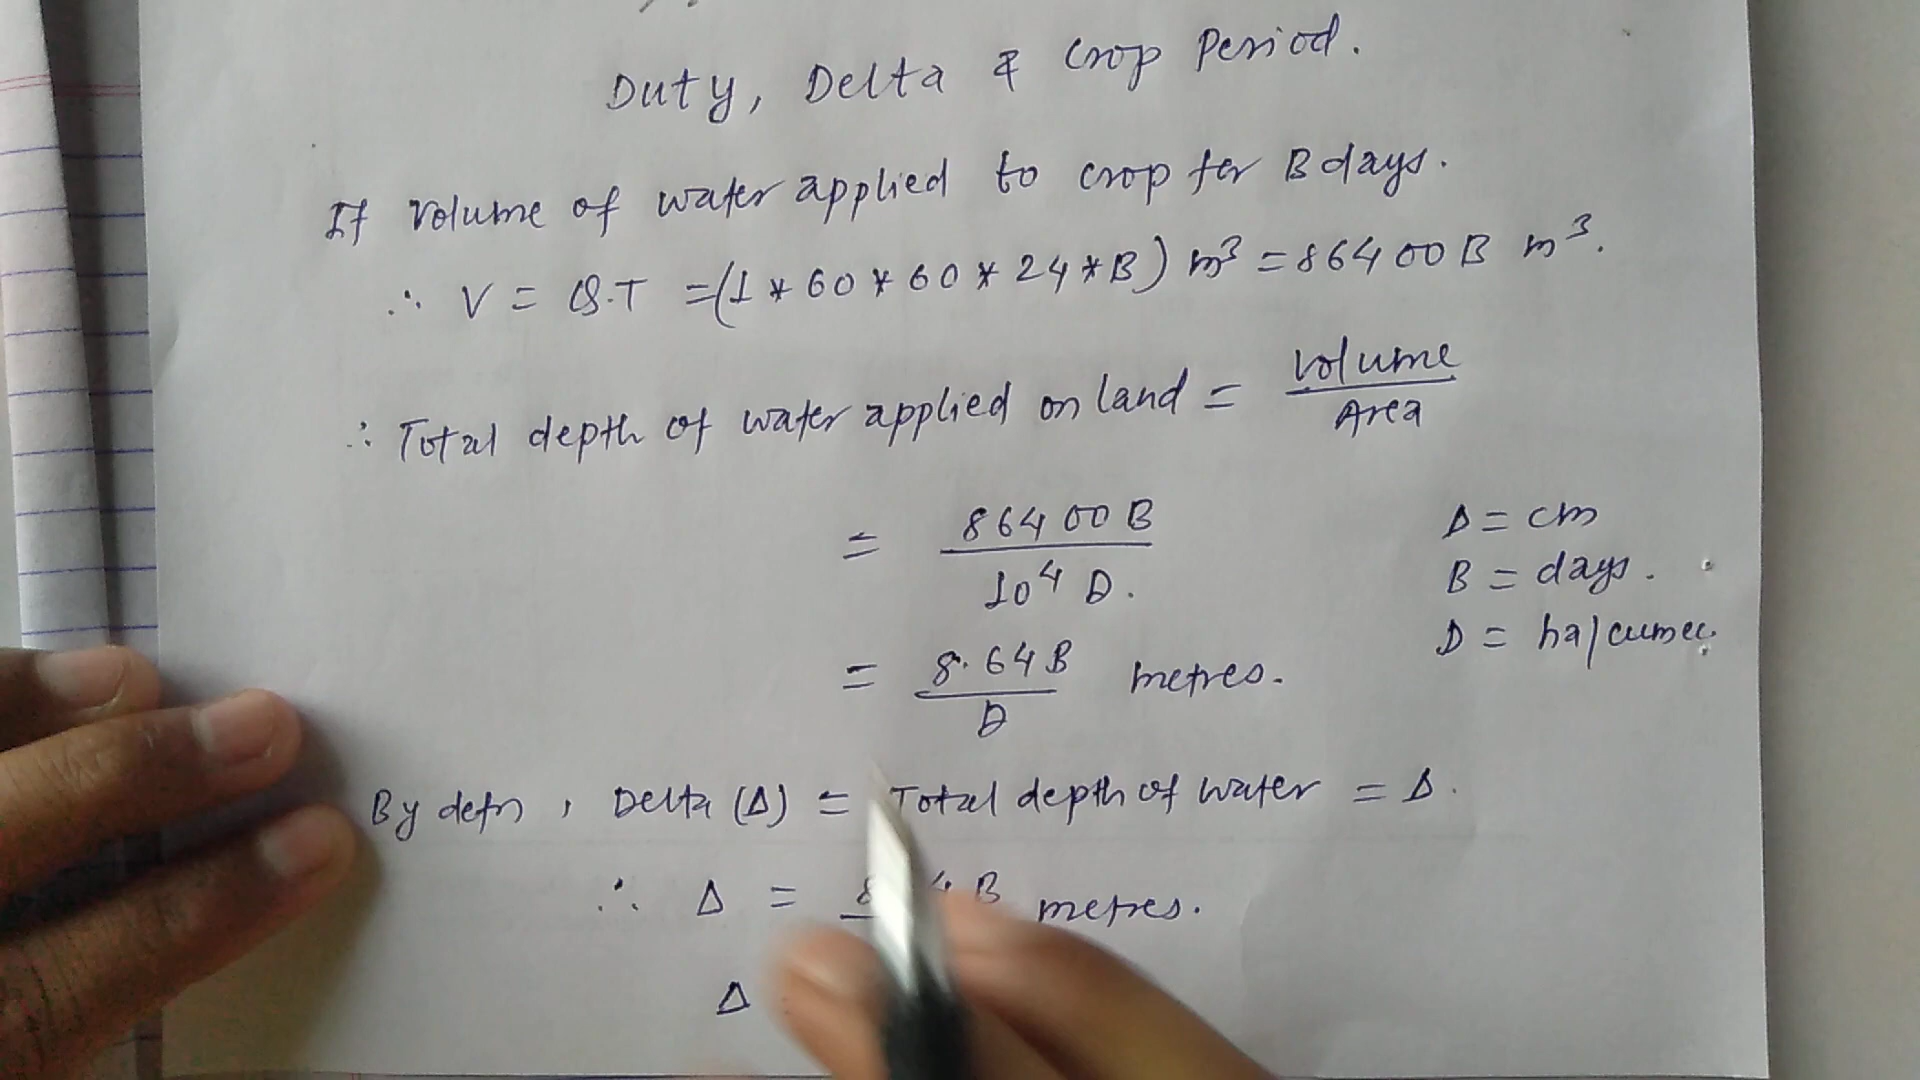 Duty, Delta & Crop Period.
If Volume of water applied to crop for B days.
∴ V = Q.T = (1 * 60 * 60 * 24 * B) m³ = 86400 B m³.
∴ Total depth of water applied on land = Volume / Area
= 86400 B / 10⁴ D.
Δ = cm
B = days.
D = ha/cumec.
= 8.64 B / D metres.
By defn, Delta (Δ) = Total depth of water = Δ.
∴ Δ = 8 4 B metres.
Δ